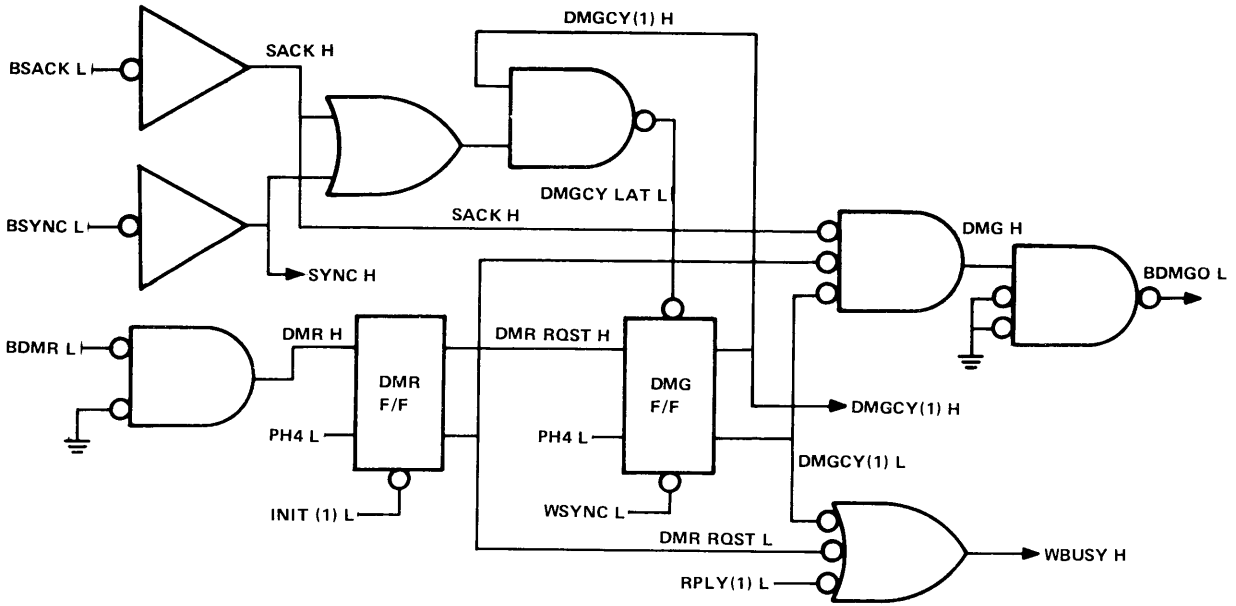 DMGCY(1) H
SACK H
BSACK L
DMGCY LAT L
SACK H
DMG H
BSYNC L
BDMGO L
SYNC H
DMR H
DMR RQST H
BDMR L
DMR
F/F
DMG
F/F
DMGCY(1) H
PH4 L
PH4 L
DMGCY(1) L
INIT (1) L
WSYNC L
DMR RQST L
WBUSY H
RPLY(1) L